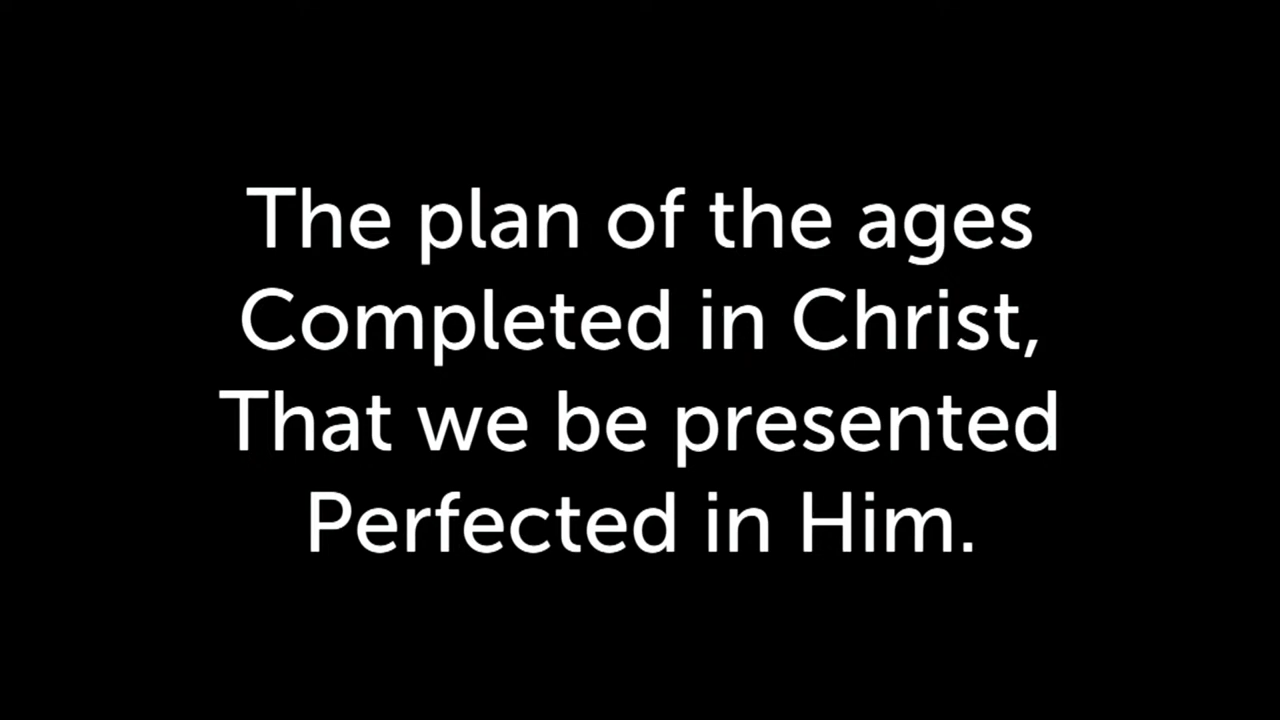 The plan of the ages
Completed in Christ,
That we be presented
Perfected in Him.